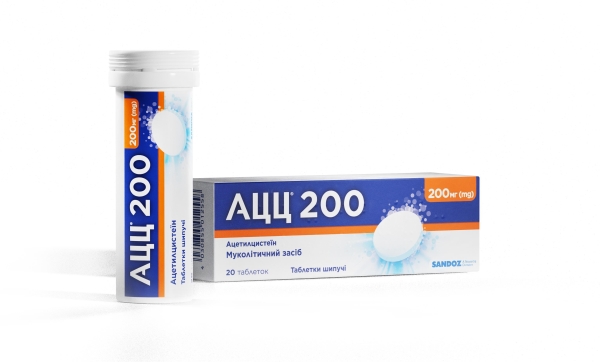 200мг (mg)
АЦЦ® 200
Ацетилцистеїн
Таблетки шипучі
АЦЦ® 200
200мг (mg)
Ацетилцистеїн
Муколітичний засіб
20 таблеток
Таблетки шипучі
SANDOZ